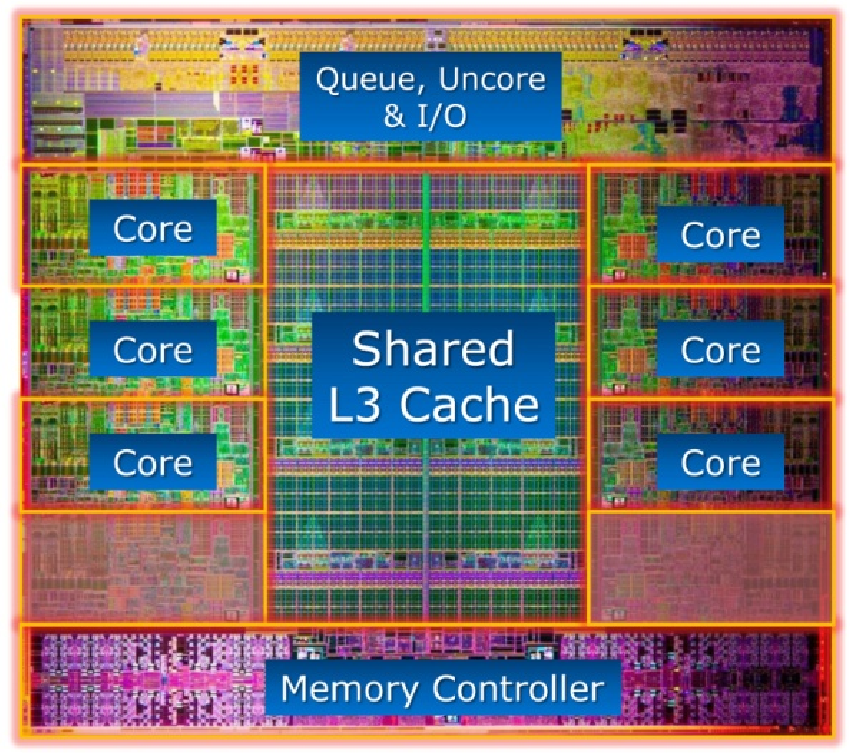 Queue, Uncore
& I/O
Core
Core
Core
Core
Core
Core
Shared
L3 Cache
Memory Controller